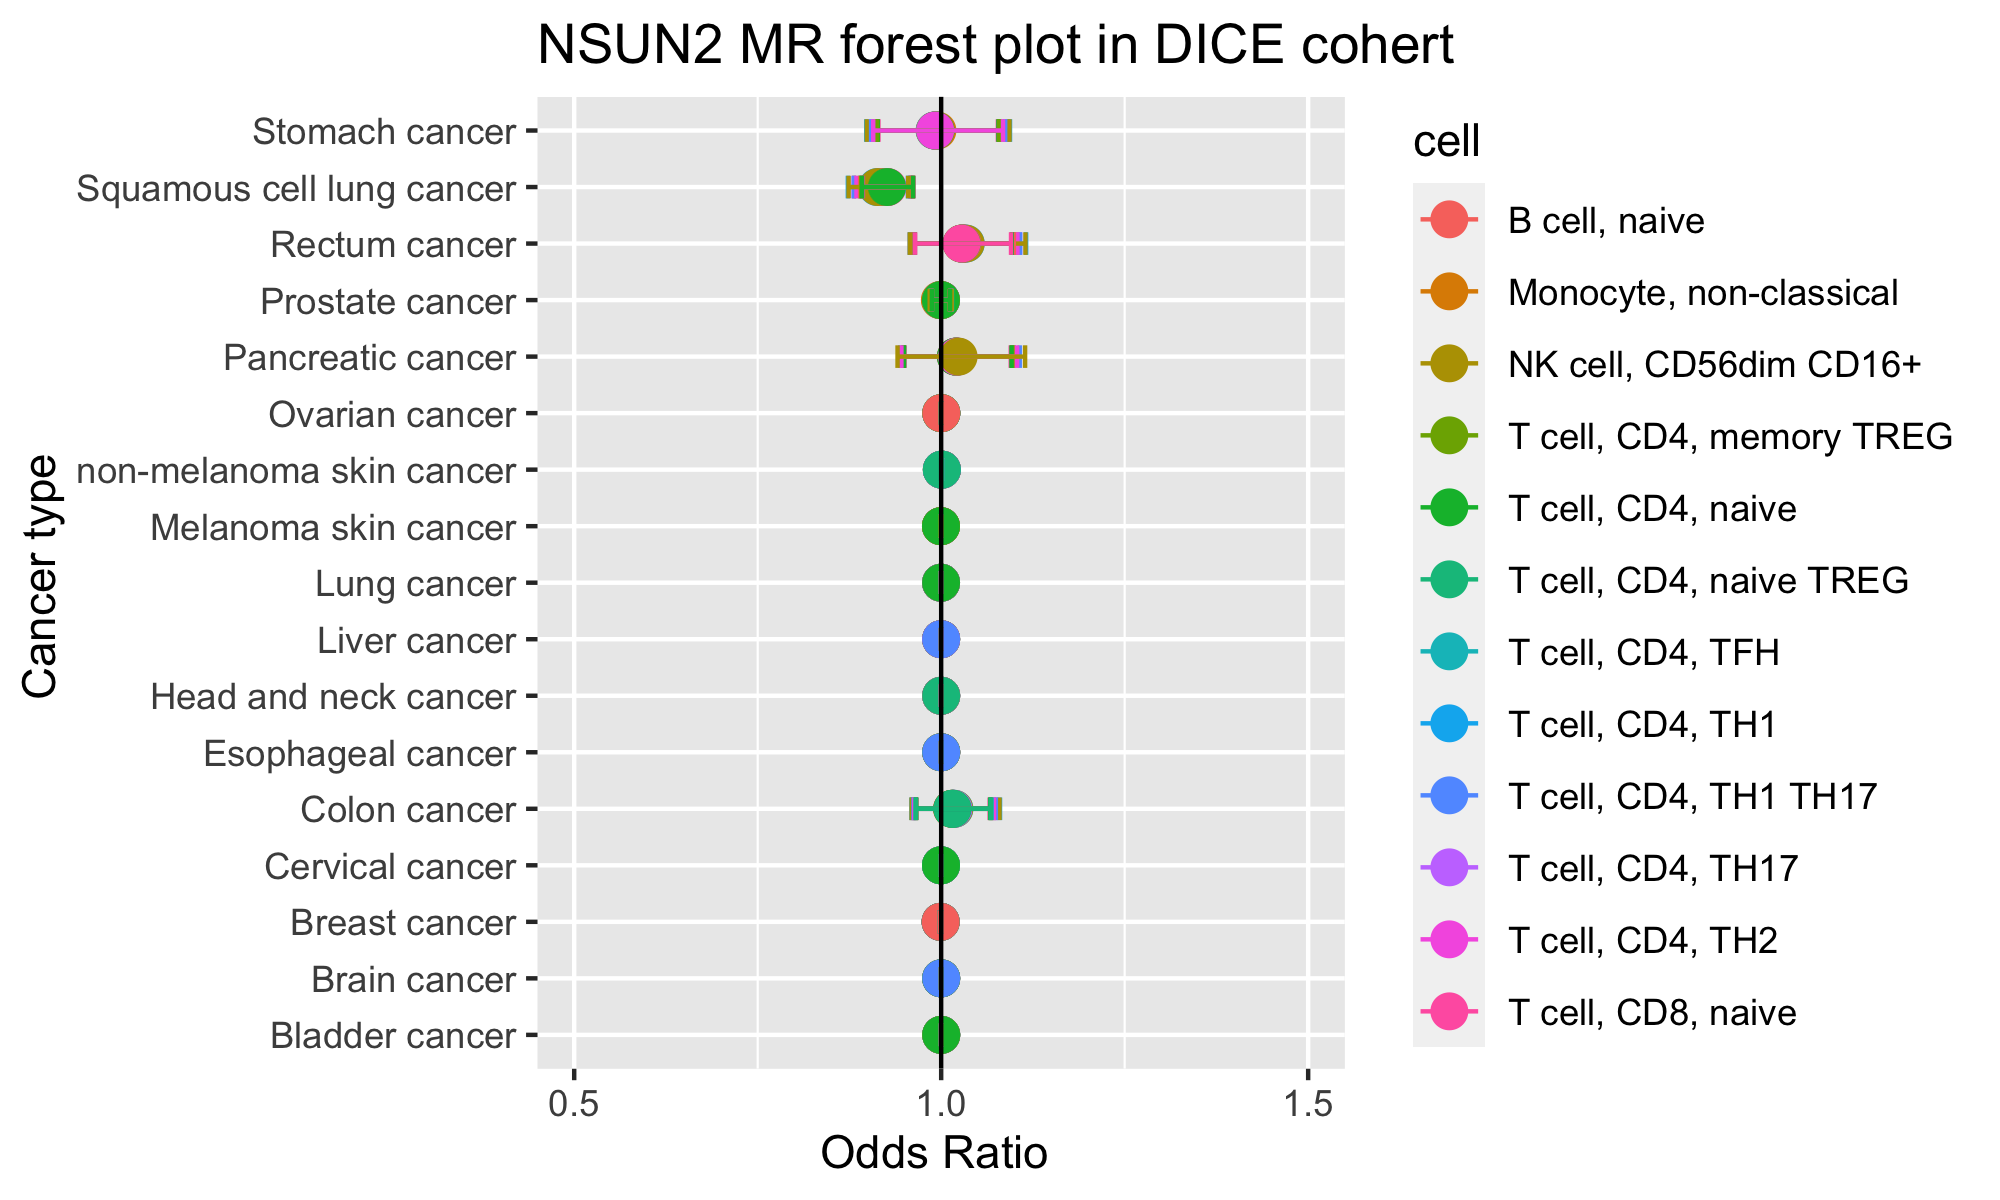 NSUN2 MR forest plot in DICE cohert
Cancer type
Stomach cancer
Squamous cell lung cancer
Rectum cancer
Prostate cancer
Pancreatic cancer
Ovarian cancer
non-melanoma skin cancer
Melanoma skin cancer
Lung cancer
Liver cancer
Head and neck cancer
Esophageal cancer
Colon cancer
Cervical cancer
Breast cancer
Brain cancer
Bladder cancer
0.5 1.0 1.5
Odds Ratio
cell
B cell, naive
Monocyte, non-classical
NK cell, CD56dim CD16+
T cell, CD4, memory TREG
T cell, CD4, naive
T cell, CD4, naive TREG
T cell, CD4, TFH
T cell, CD4, TH1
T cell, CD4, TH1 TH17
T cell, CD4, TH17
T cell, CD4, TH2
T cell, CD8, naive